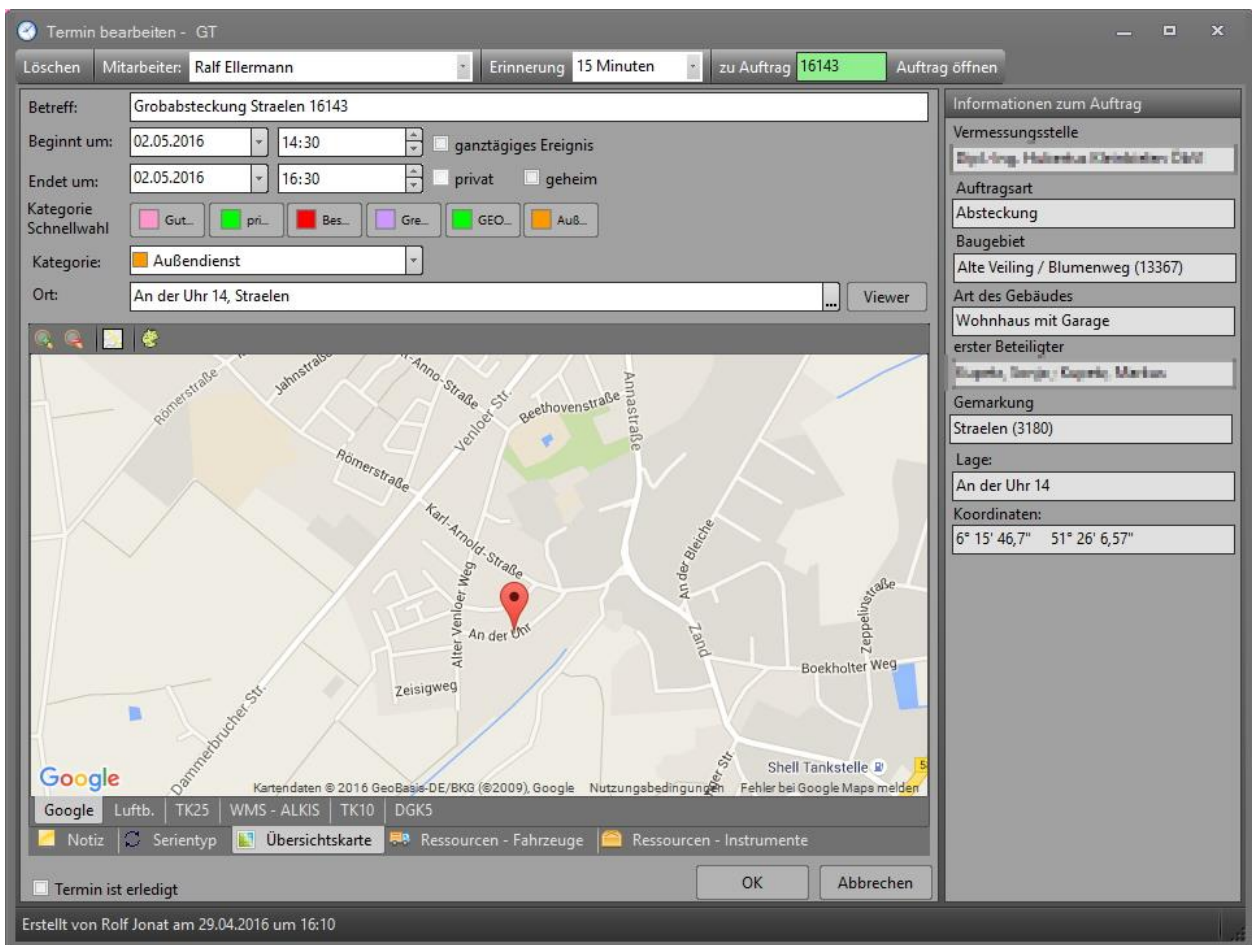 Termin bearbeiten - GT
Löschen Mitarbeiter: Ralf Ellermann Erinnerung 15 Minuten zu Auftrag 16143 Auftrag öffnen
Betreff: Grobabsteckung Straelen 16143
Beginnt um: 02.05.2016 14:30 ganztägiges Ereignis
Endet um: 02.05.2016 16:30 privat geheim
Kategorie
Schnellwahl
Gut... pri... Bes... Gre... GEO... Auß...
Kategorie: Außendienst
Ort: An der Uhr 14, Straelen ... Viewer
Römerstraße
Jahnstraße
-Anno-Straße
Venloer Str.
Beethovenstraße
Annastraße
Römerstraße
Karl-Arnold-Straße
An der Bleiche
Alter Venloer Weg
An der Uhr
Zand
Zeppelinstraße
Boekholter Weg
Zeisigweg
Dammerbrucher Str.
Shell Tankstelle
Google
Kartendaten © 2016 GeoBasis-DE/BKG (©2009), Google Nutzungsbedingungen Fehler bei Google Maps melden
Google Luftb. TK25 WMS - ALKIS TK10 DGK5
Notiz Serientyp Übersichtskarte Ressourcen - Fahrzeuge Ressourcen - Instrumente
Termin ist erledigt
OK Abbrechen
Informationen zum Auftrag
Vermessungsstelle
Auftragsart
Absteckung
Baugebiet
Alte Veiling / Blumenweg (13367)
Art des Gebäudes
Wohnhaus mit Garage
erster Beteiligter
Gemarkung
Straelen (3180)
Lage:
An der Uhr 14
Koordinaten:
6° 15' 46,7" 51° 26' 6,57"
Erstellt von Rolf Jonat am 29.04.2016 um 16:10